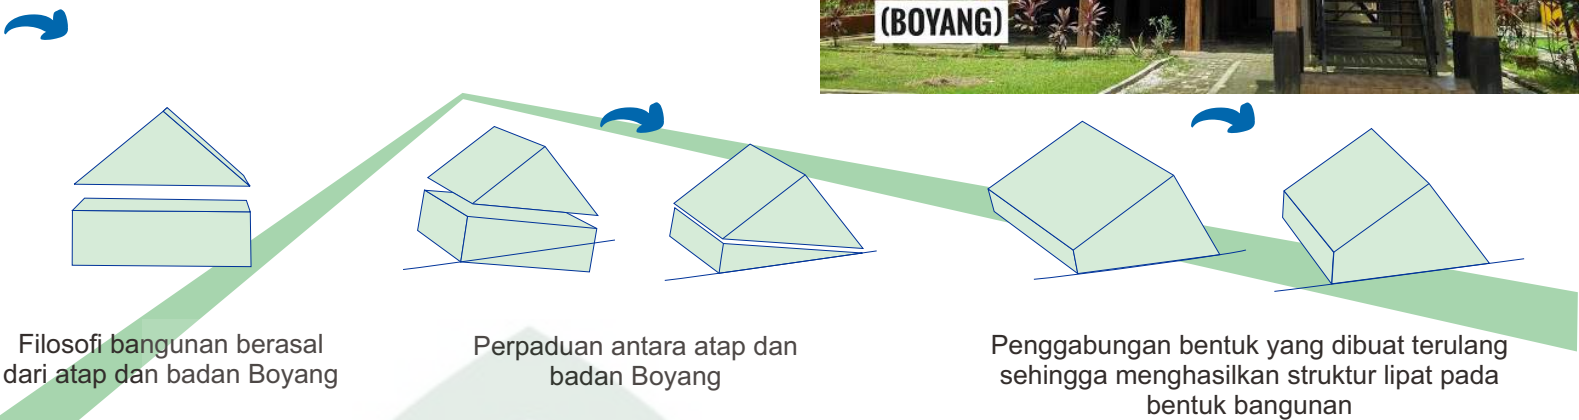 (BOYANG)
Filosofi bangunan berasal
dari atap dan badan Boyang
Perpaduan antara atap dan
badan Boyang
Penggabungan bentuk yang dibuat terulang
sehingga menghasilkan struktur lipat pada
bentuk bangunan